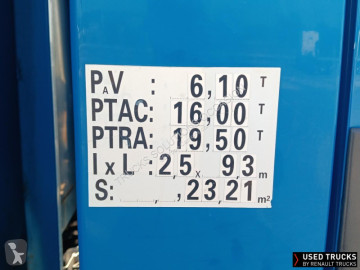 PAV : 6,10 T
PTAC: 16,00 T
PTRA: 19,50 T
l x L : 2,5 x 9,3 m
S: , ,23,21 m²
USED TRUCKS
BY RENAULT TRUCKS